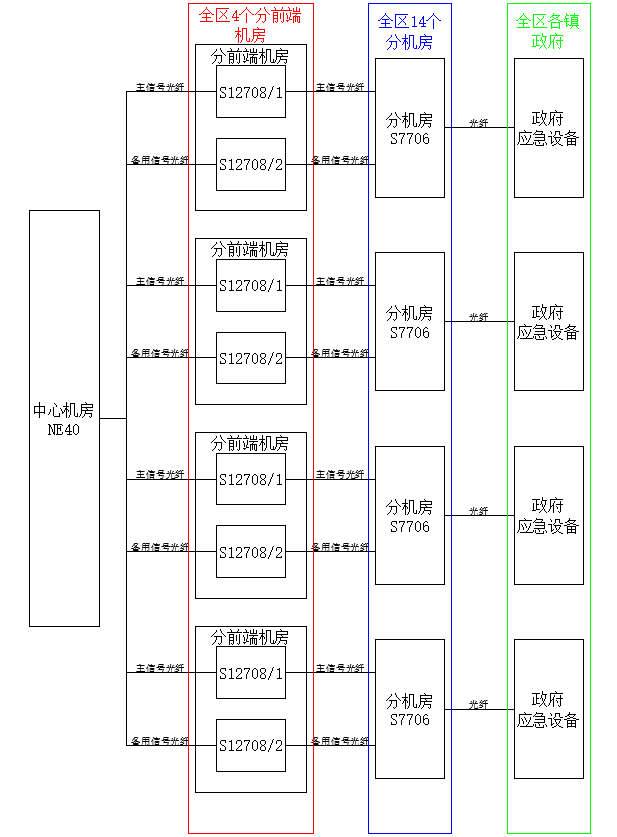 全区4个分前端
机房
全区14个
分机房
全区各镇
政府
中心机房
NE40
分前端机房
主信号光纤
S12708/1
主信号光纤
备用信号光纤
S12708/2
备用信号光纤
分机房
S7706
光纤
政府
应急设备
分前端机房
主信号光纤
S12708/1
主信号光纤
备用信号光纤
S12708/2
备用信号光纤
分机房
S7706
光纤
政府
应急设备
分前端机房
主信号光纤
S12708/1
主信号光纤
备用信号光纤
S12708/2
备用信号光纤
分机房
S7706
光纤
政府
应急设备
分前端机房
主信号光纤
S12708/1
主信号光纤
备用信号光纤
S12708/2
备用信号光纤
分机房
S7706
光纤
政府
应急设备